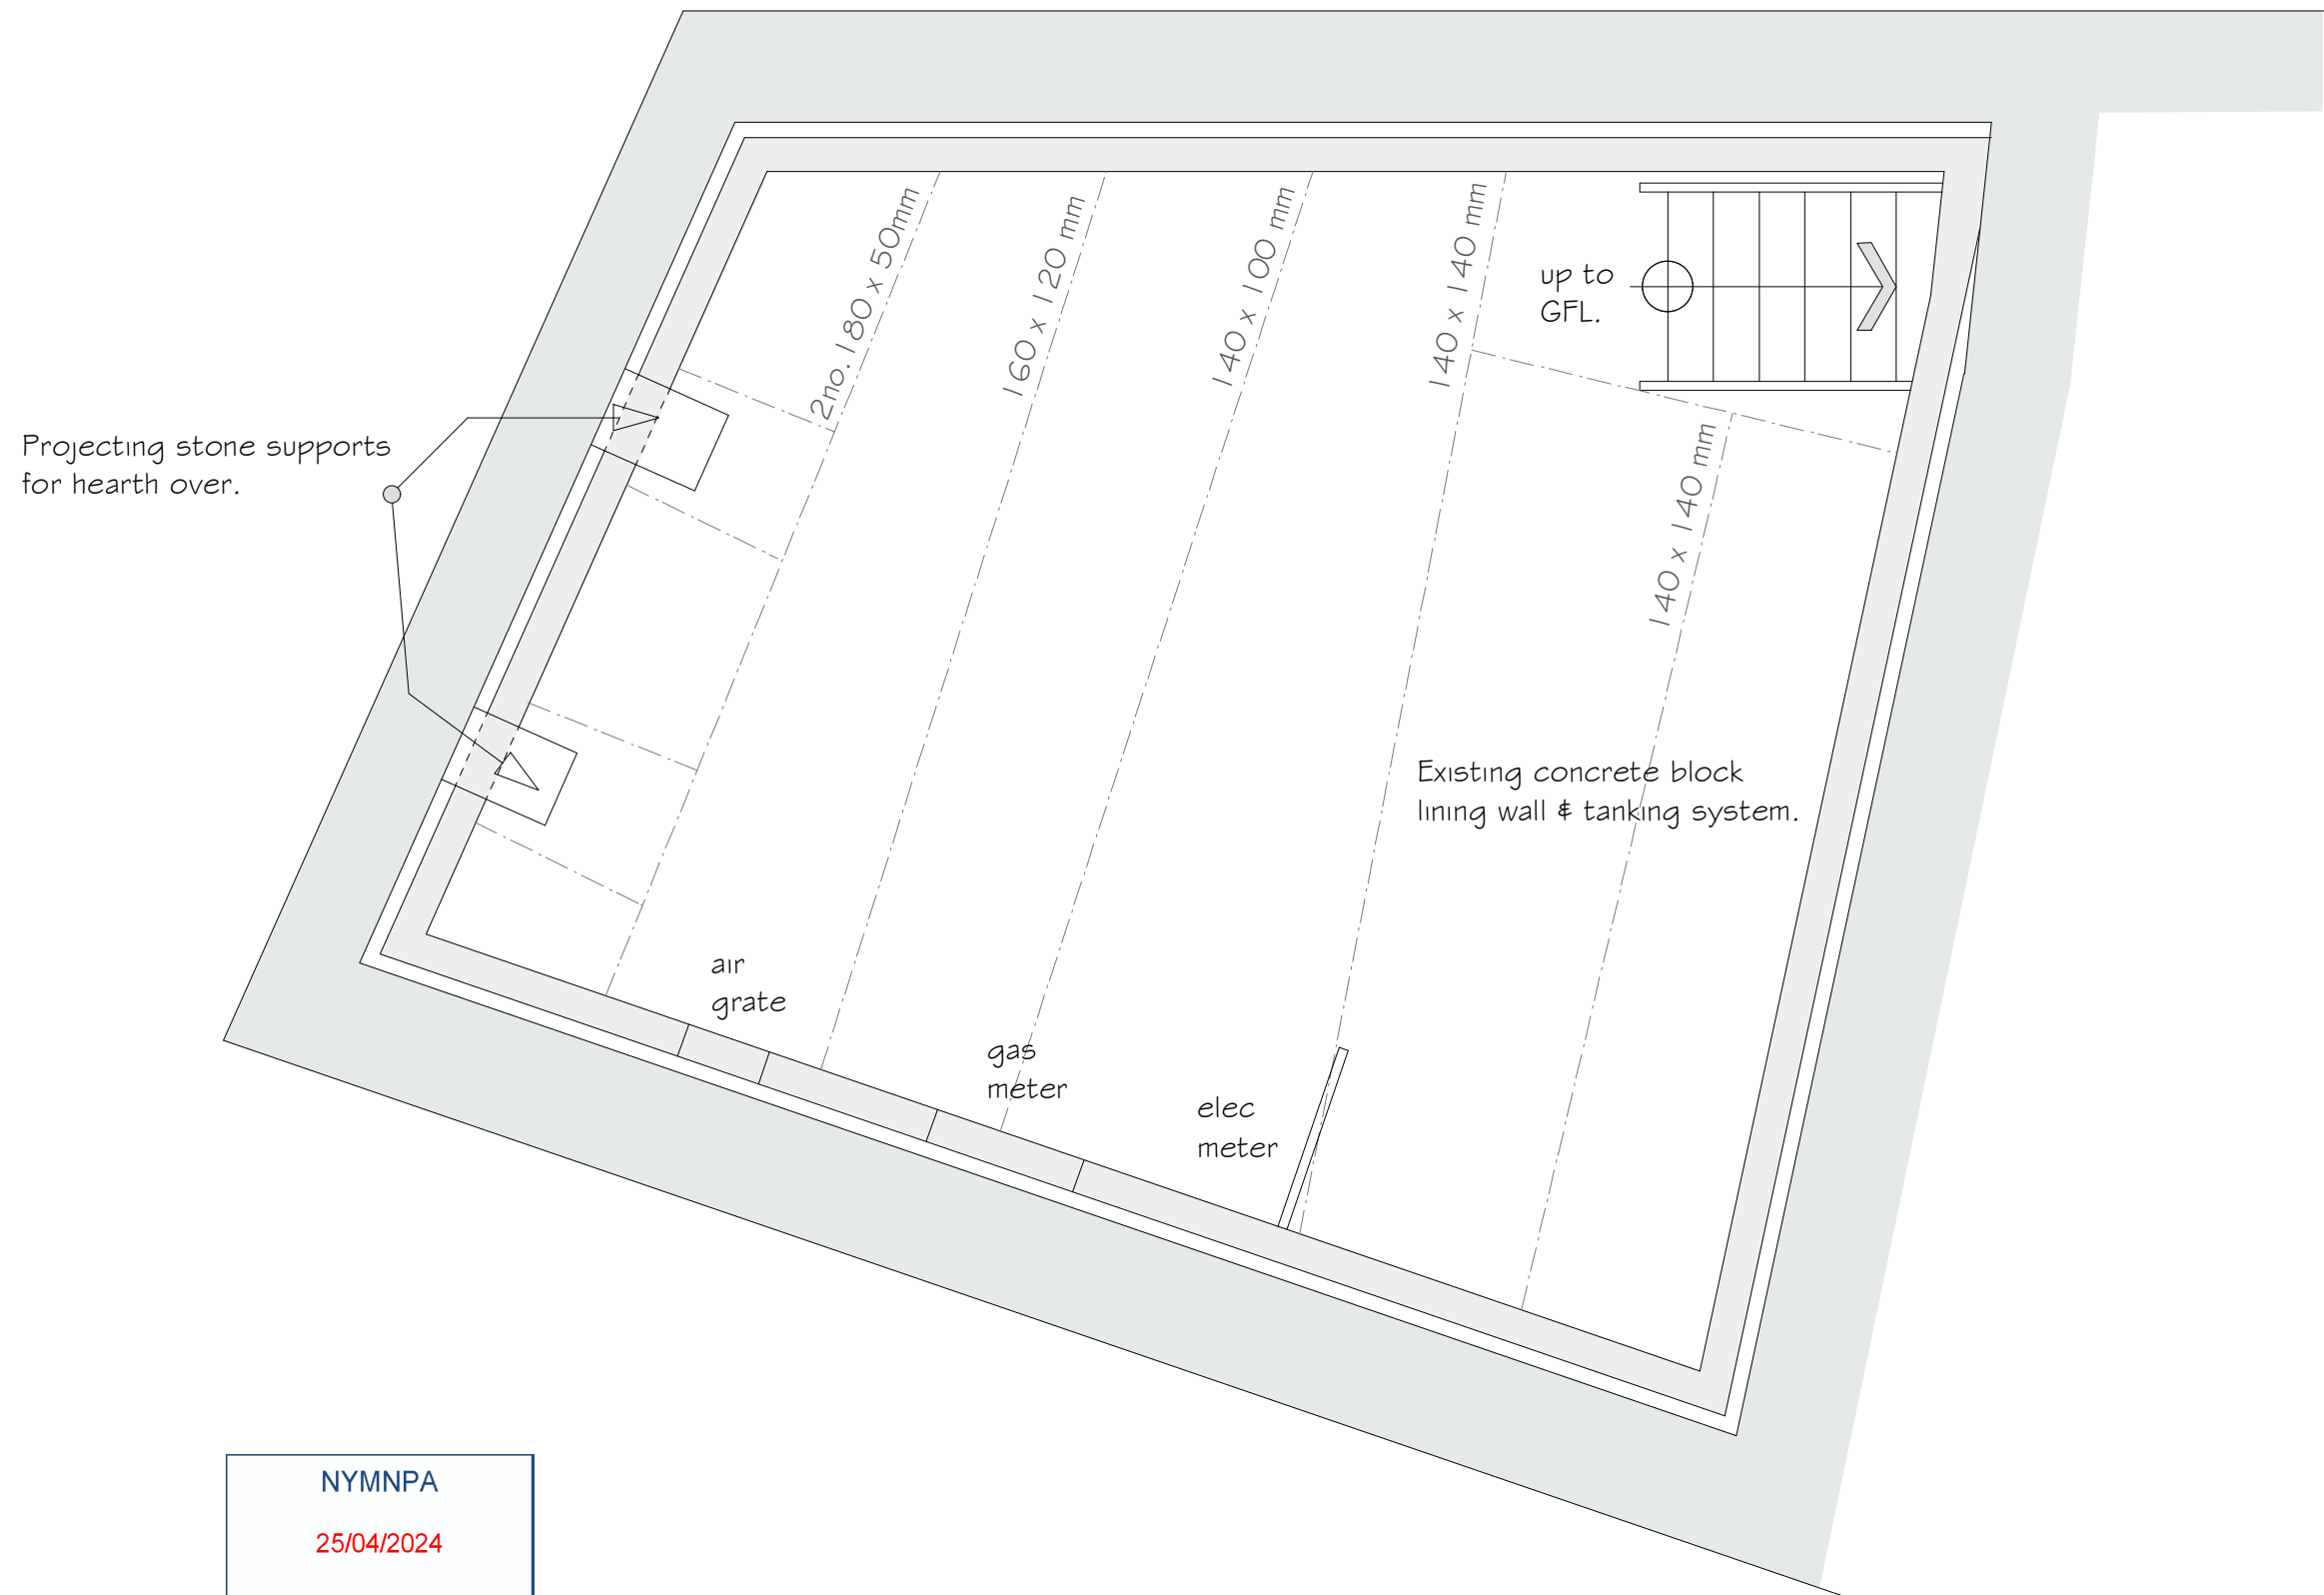 2no. 180 x 50mm
160 x 120 mm
140 x 100 mm
140 x 140 mm
up to
GFL.
Projecting stone supports
for hearth over.
140 x 140 mm
Existing concrete block
lining wall & tanking system.
air
grate
gas
meter
elec
meter
NYMNPA
25/04/2024